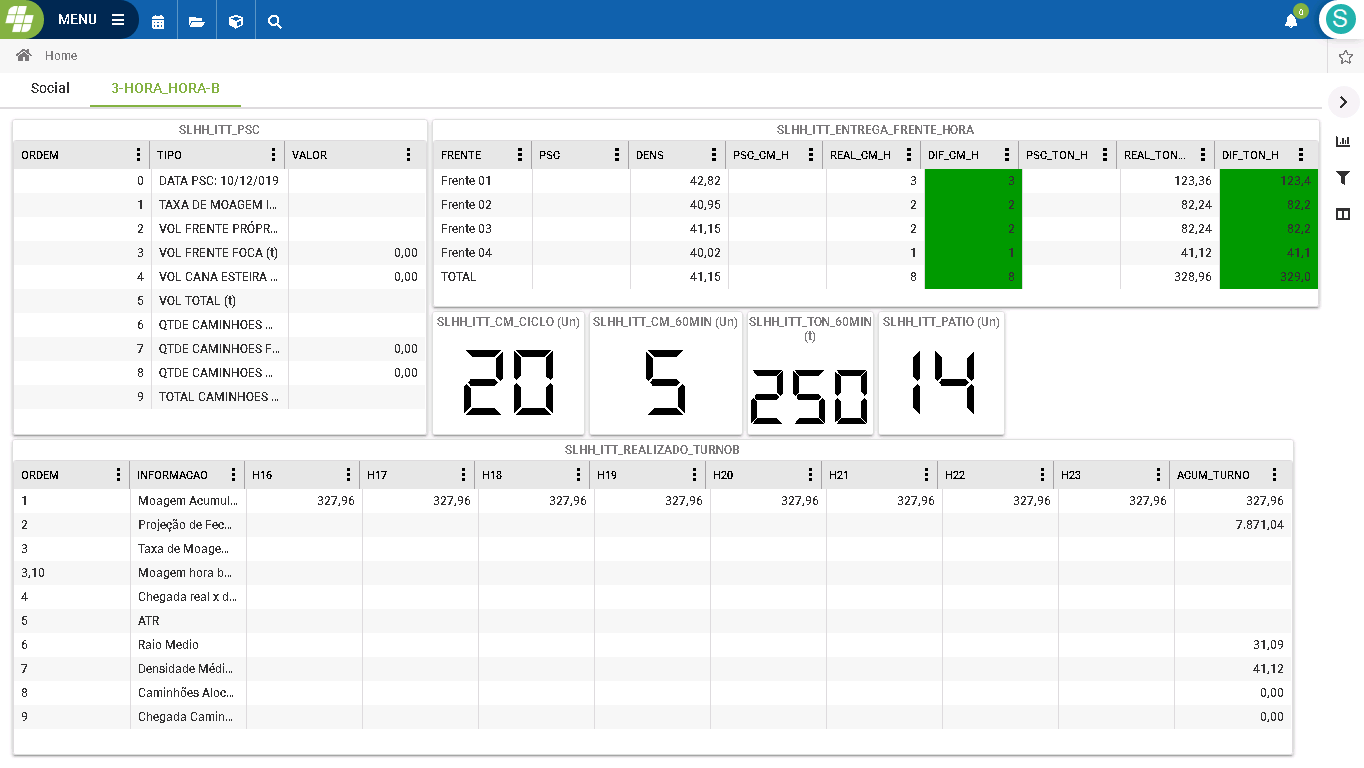 MENU
0
S
Home
Social 3-HORA_HORA-B
SLHH_ITT_PSC
ORDEM TIPO VALOR
0 DATA PSC: 10/12/019
1 TAXA DE MOAGEM I...
2 VOL FRENTE PRÓPR...
3 VOL FRENTE FOCA (t) 0,00
4 VOL CANA ESTEIRA ... 0,00
5 VOL TOTAL (t)
6 QTDE CAMINHOES ...
7 QTDE CAMINHOES F... 0,00
8 QTDE CAMINHOES ... 0,00
9 TOTAL CAMINHOES ...
SLHH_ITT_ENTREGA_FRENTE_HORA
FRENTE PSC DENS PSC_CM_H REAL_CM_H DIF_CM_H PSC_TON_H REAL_TON... DIF_TON_H
Frente 01 42,82 3 3 123,36 123,4
Frente 02 40,95 2 2 82,24 82,2
Frente 03 41,15 2 2 82,24 82,2
Frente 04 40,02 1 1 41,12 41,1
TOTAL 41,15 8 8 328,96 329,0
SLHH_ITT_CM_CICLO (Un)
20
SLHH_ITT_CM_60MIN (Un)
5
SLHH_ITT_TON_60MIN
(t)
250
SLHH_ITT_PATIO (Un)
14
SLHH_ITT_REALIZADO_TURNOB
ORDEM INFORMACAO H16 H17 H18 H19 H20 H21 H22 H23 ACUM_TURNO
1 Moagem Acumul... 327,96 327,96 327,96 327,96 327,96 327,96 327,96 327,96 327,96
2 Projeção de Fec... 7.871,04
3 Taxa de Moage...
3,10 Moagem hora b...
4 Chegada real x d...
5 ATR
6 Raio Medio 31,09
7 Densidade Médi... 41,12
8 Caminhões Aloc... 0,00
9 Chegada Camin... 0,00